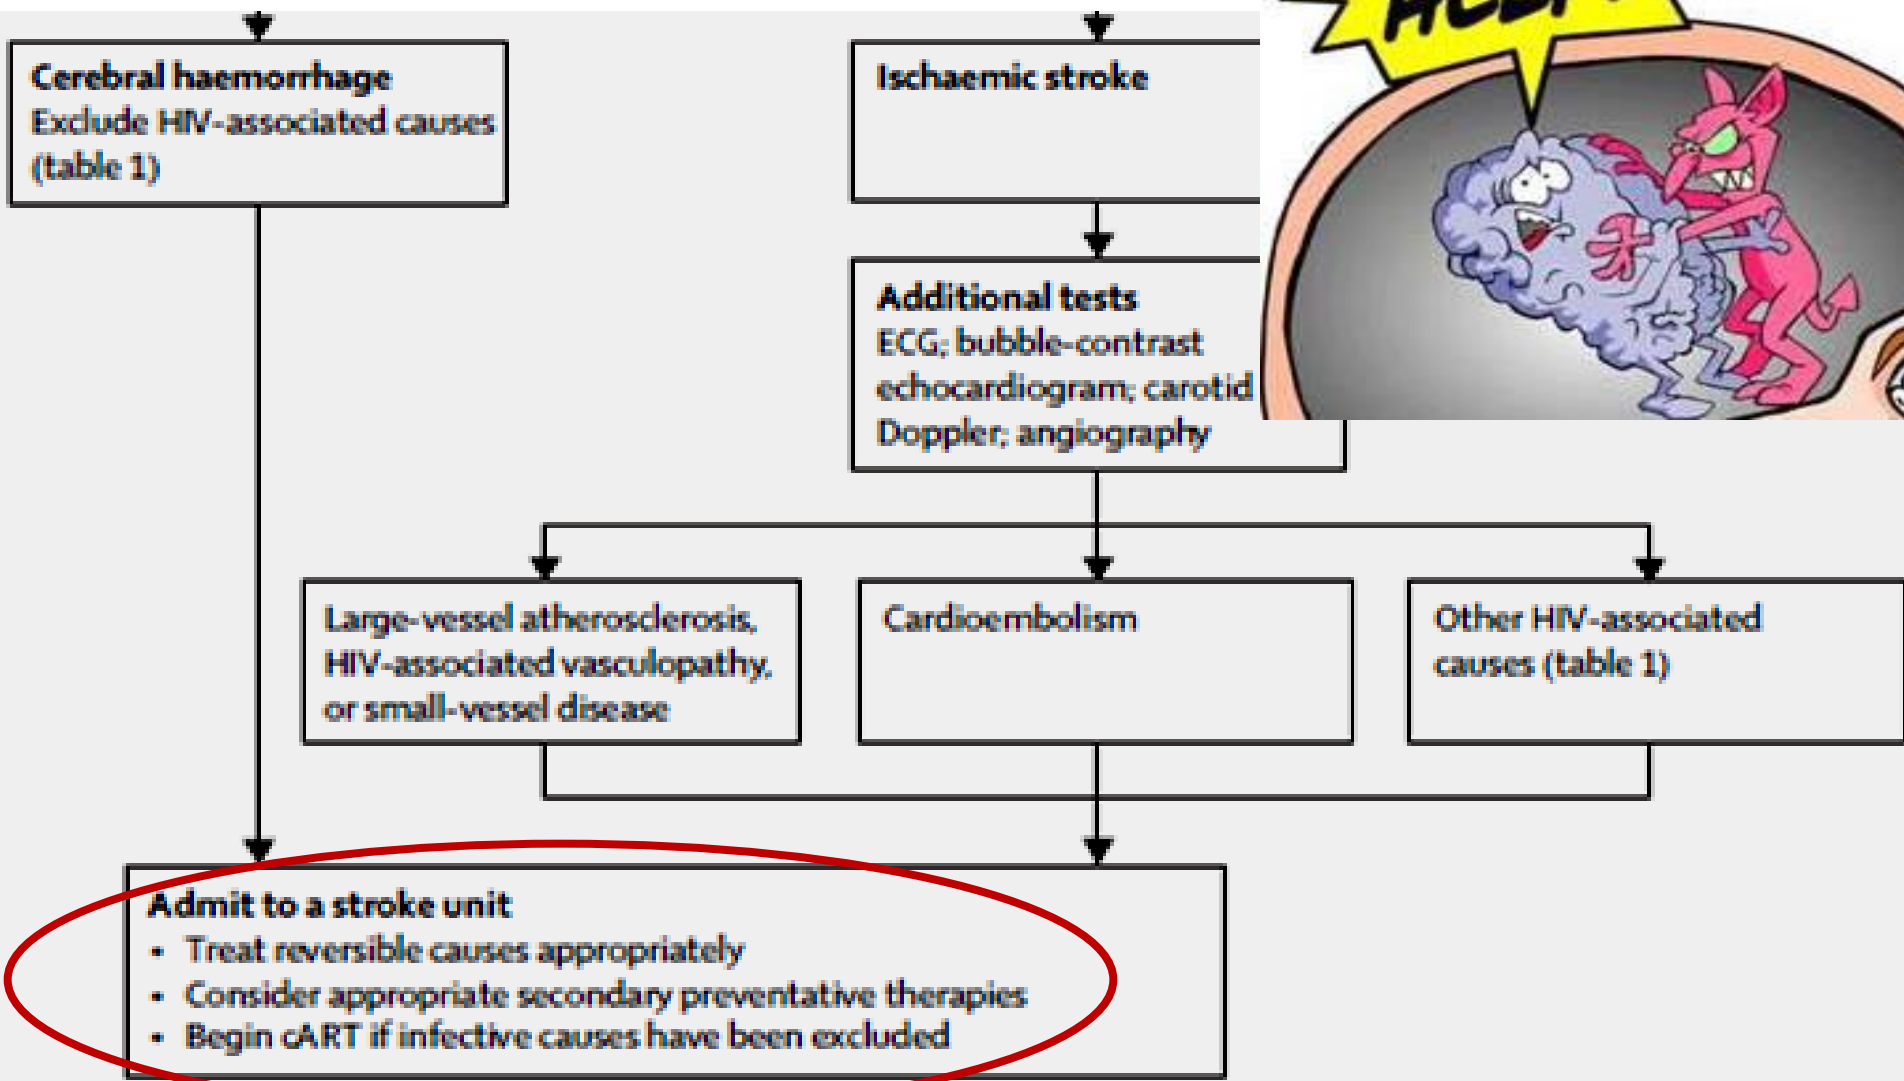 HELP
Cerebral haemorrhage
Exclude HIV-associated causes
(table 1)
Ischaemic stroke
Additional tests
ECG; bubble-contrast
echocardiogram; carotid
Doppler; angiography
Large-vessel atherosclerosis,
HIV-associated vasculopathy,
or small-vessel disease
Cardioembolism
Other HIV-associated
causes (table 1)
Admit to a stroke unit
• Treat reversible causes appropriately
• Consider appropriate secondary preventative therapies
• Begin cART if infective causes have been excluded